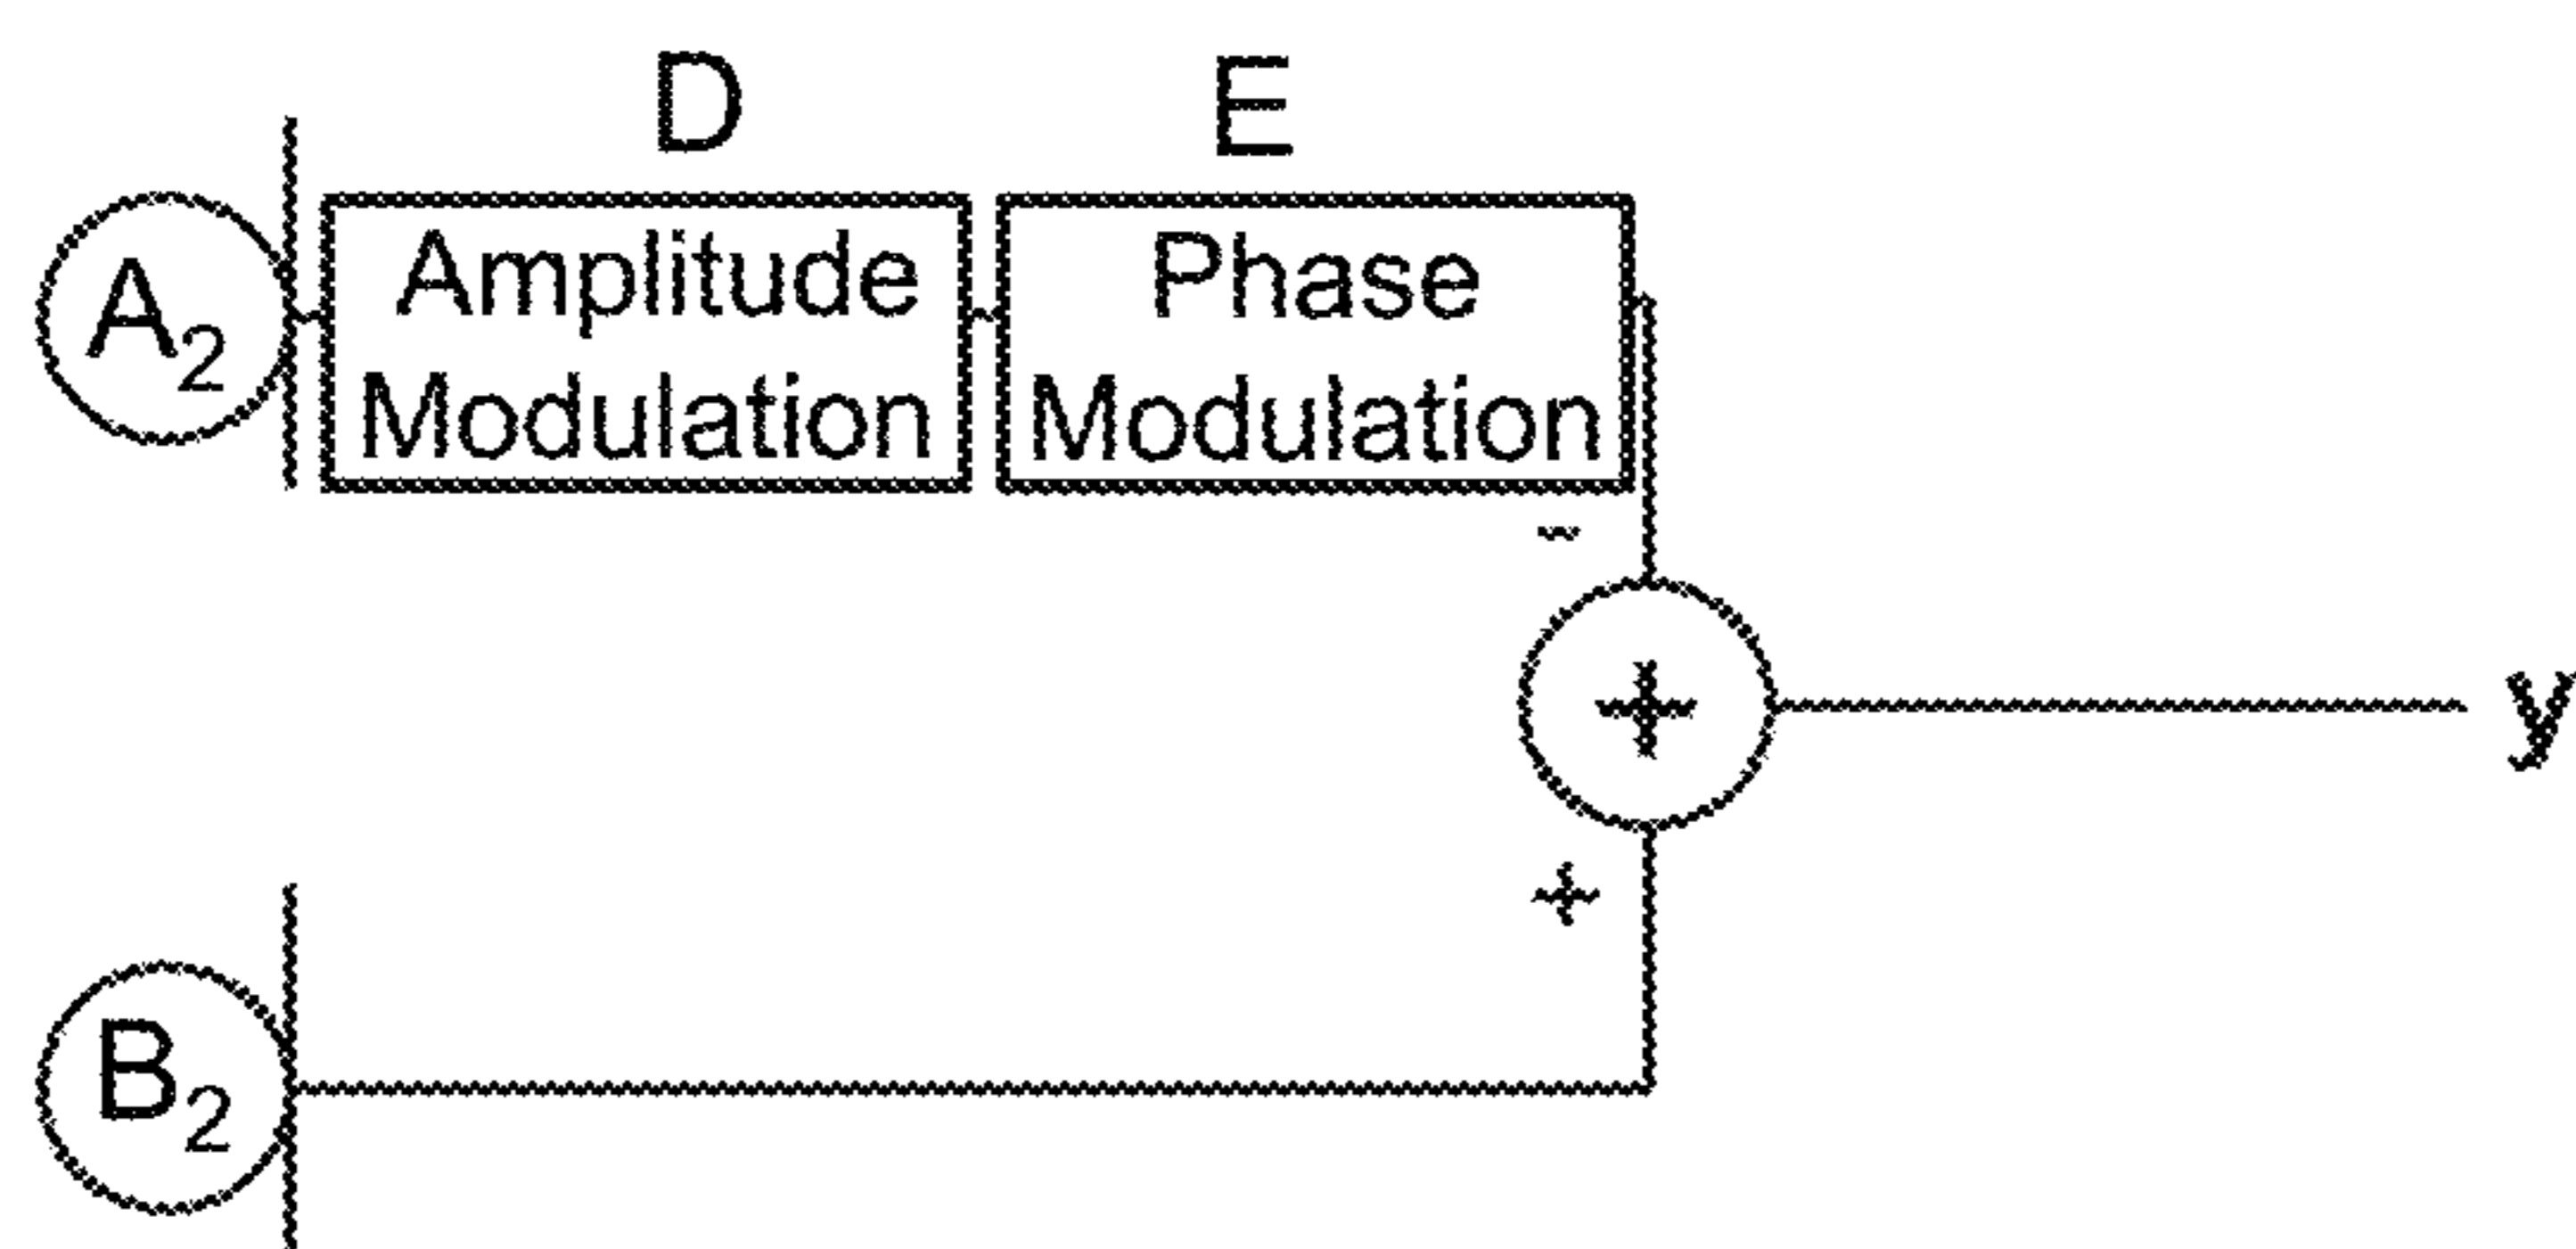 D E
A₂ Amplitude Modulation Phase Modulation
-
+ y
+
B₂